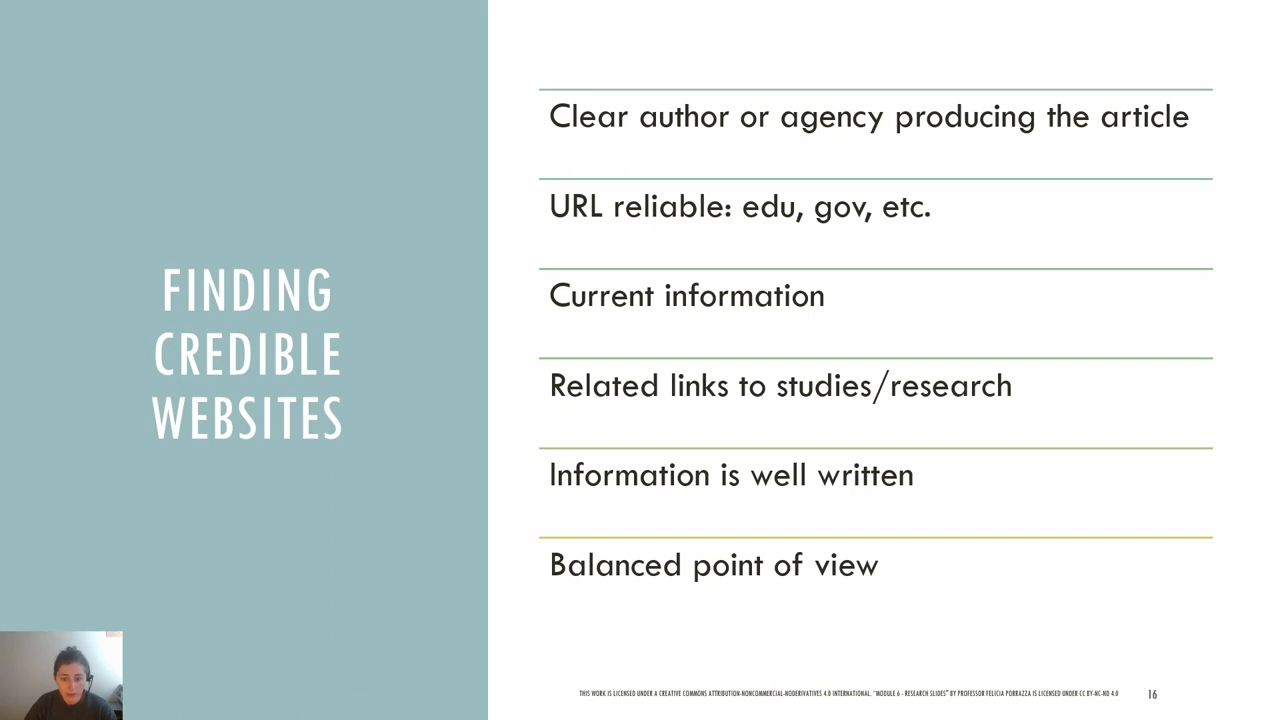 FINDING
CREDIBLE
WEBSITES
Clear author or agency producing the article
URL reliable: edu, gov, etc.
Current information
Related links to studies/research
Information is well written
Balanced point of view
THIS WORK IS LICENSED UNDER A CREATIVE COMMONS ATTRIBUTION-NONCOMMERCIAL-NODERIVATIVES 4.0 INTERNATIONAL. "MODULE 6 - RESEARCH SLIDES" BY PROFESSOR FELICIA PORRAZZA IS LICENSED UNDER CC BY-NC-ND 4.0
16